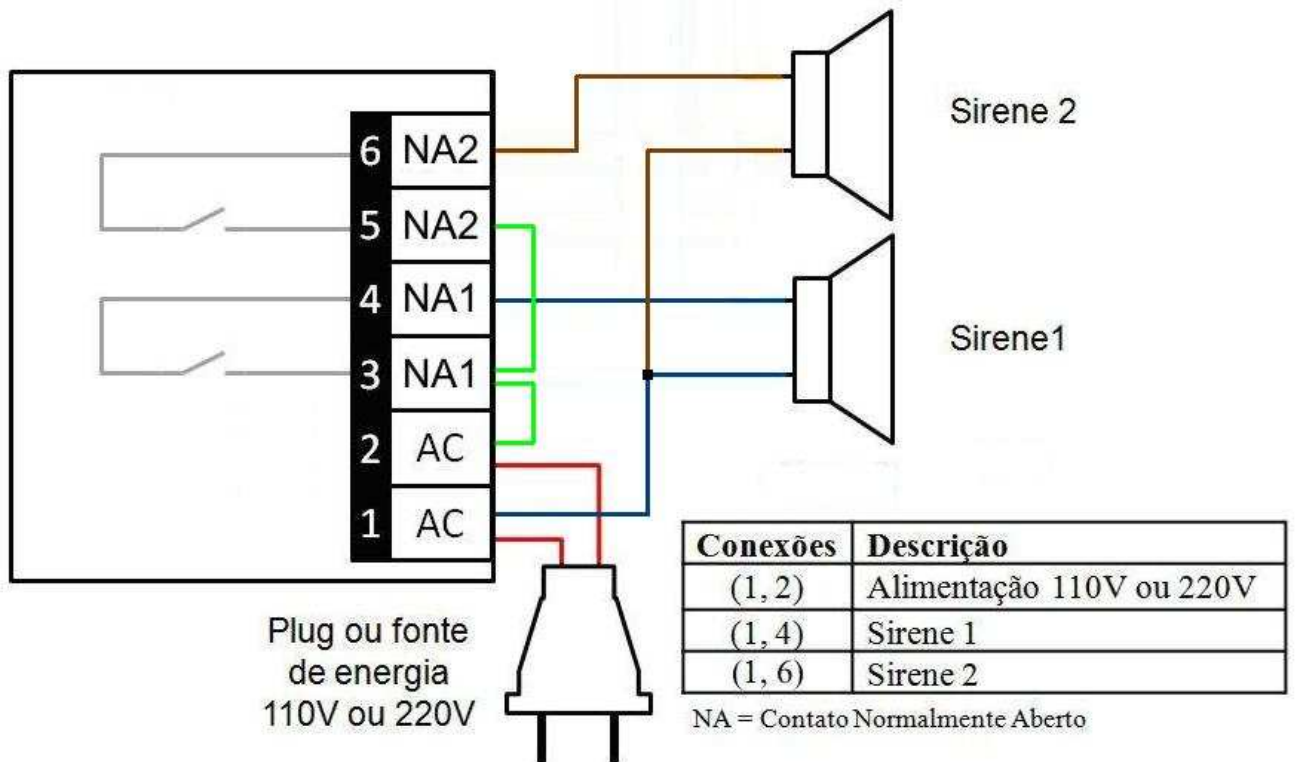 Sirene 2
6 NA2
5 NA2
4 NA1
Sirene1
3 NA1
2 AC
1 AC
Plug ou fonte
de energia
110V ou 220V
Conexões Descrição
(1, 2) Alimentação 110V ou 220V
(1, 4) Sirene 1
(1, 6) Sirene 2
NA = Contato Normalmente Aberto